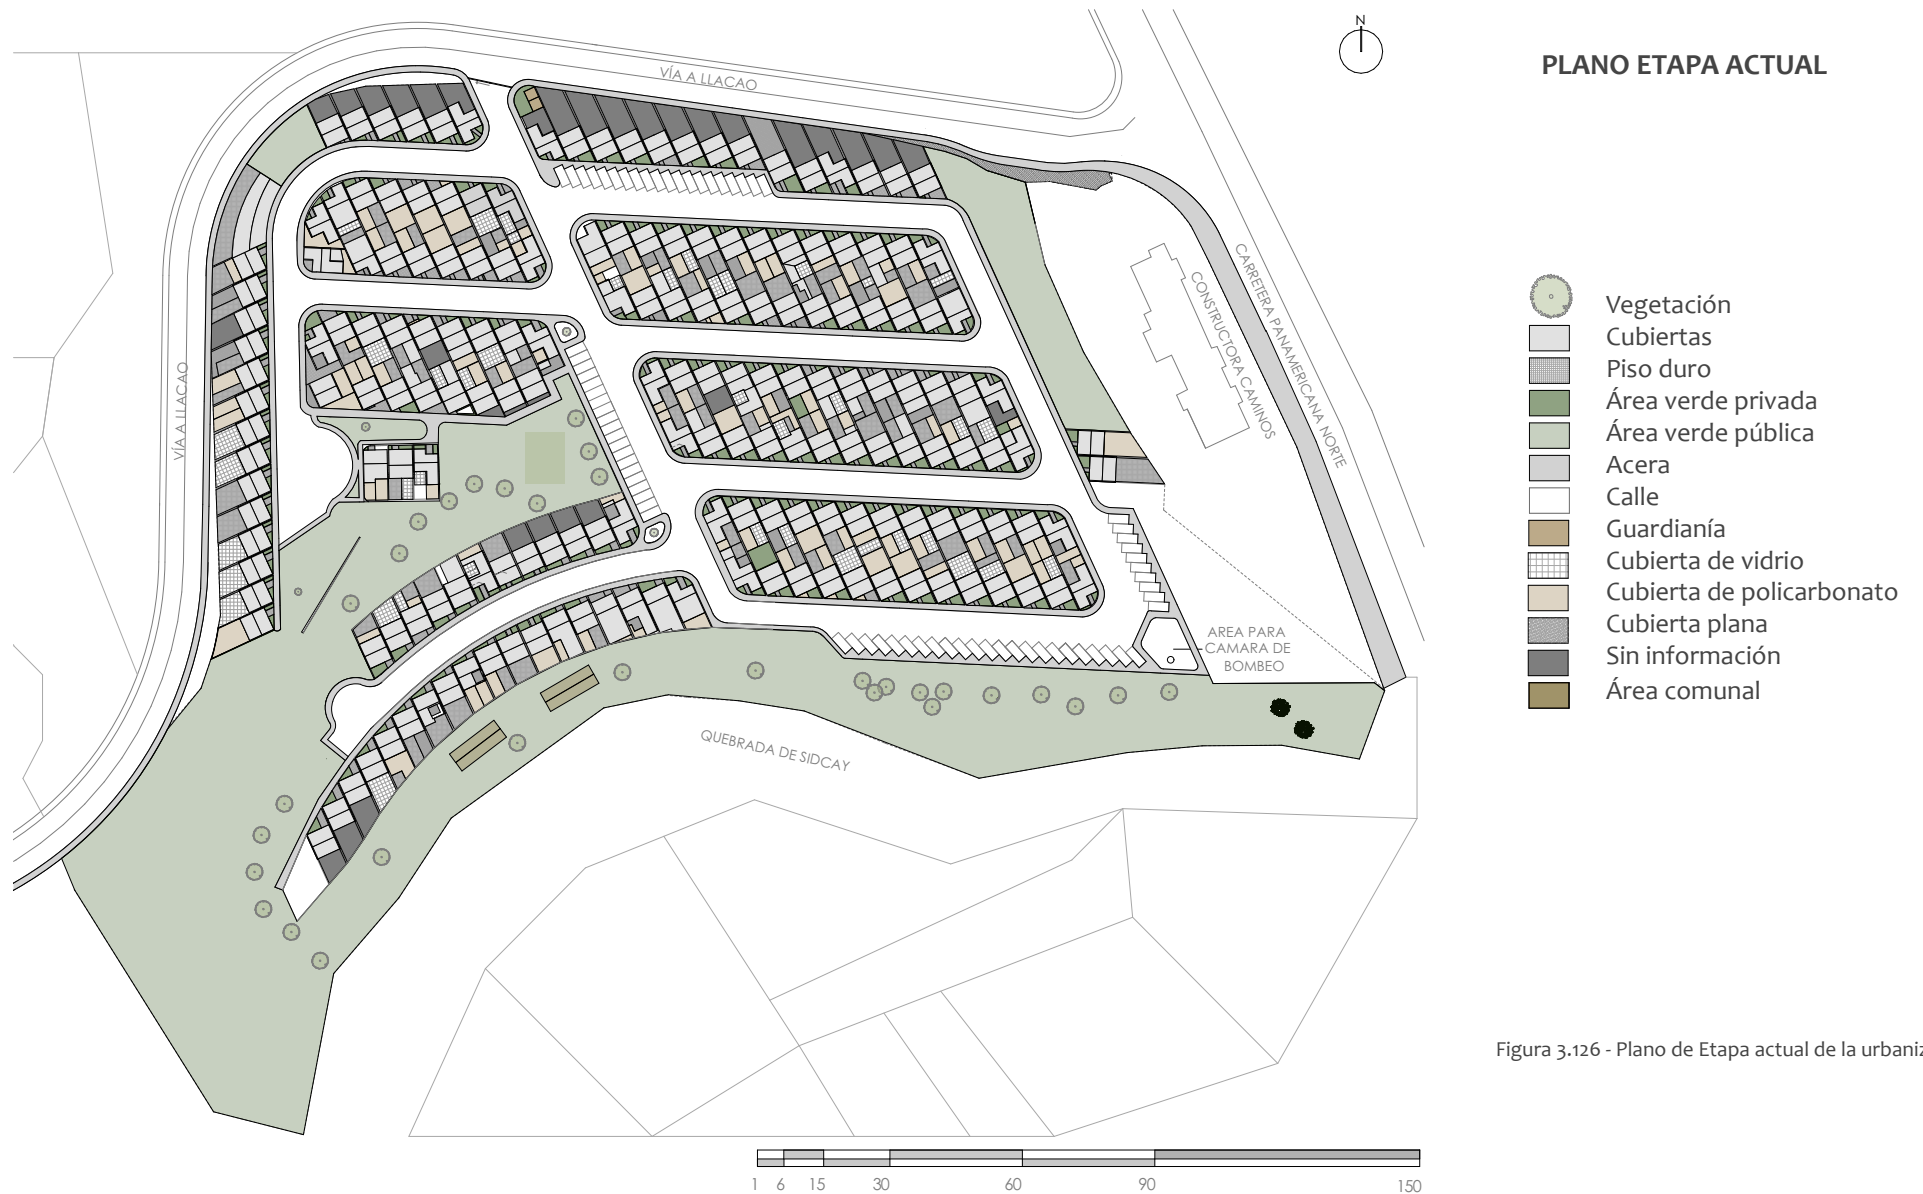 N
PLANO ETAPA ACTUAL
VÍA A LLACAO
VÍA A LLACAO
CARRETERA PANAMERICANA NORTE
CONSTRUCTORA CAMINOS
AREA PARA
CAMARA DE
BOMBEO
QUEBRADA DE SIDCAY
Vegetación
Cubiertas
Piso duro
Área verde privada
Área verde pública
Acera
Calle
Guardianía
Cubierta de vidrio
Cubierta de policarbonato
Cubierta plana
Sin información
Área comunal
Figura 3.126 - Plano de Etapa actual de la urbaniz
1 6 15 30 60 90 150